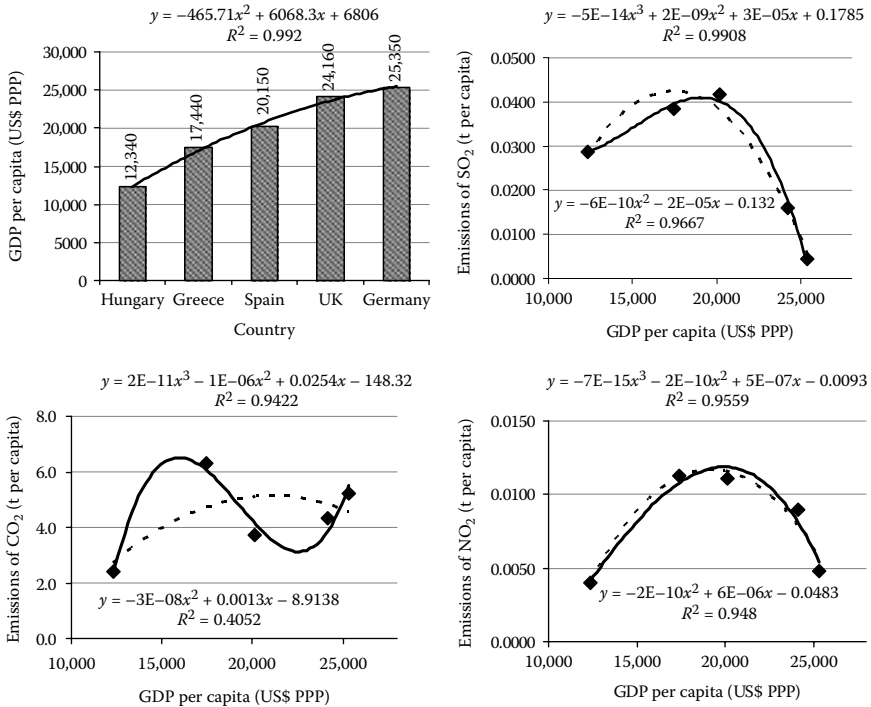 y = −465.71x² + 6068.3x + 6806
R² = 0.992
GDP per capita (US$ PPP)
30,000
25,000
20,000
15,000
10,000
5000
0
12,340
17,440
20,150
24,160
25,350
Hungary Greece Spain UK Germany
Country
y = −5E−14x³ + 2E−09x² + 3E−05x + 0.1785
R² = 0.9908
Emissions of SO₂ (t per capita)
0.0500
0.0400
0.0300
0.0200
0.0100
0.0000
y = −6E−10x² − 2E−05x − 0.132
R² = 0.9667
10,000 15,000 20,000 25,000
GDP per capita (US$ PPP)
y = 2E−11x³ − 1E−06x² + 0.0254x − 148.32
R² = 0.9422
Emissions of CO₂ (t per capita)
8.0
6.0
4.0
2.0
0.0
y = −3E−08x² + 0.0013x − 8.9138
R² = 0.4052
10,000 15,000 20,000 25,000
GDP per capita (US$ PPP)
y = −7E−15x³ − 2E−10x² + 5E−07x − 0.0093
R² = 0.9559
Emissions of NO₂ (t per capita)
0.0150
0.0100
0.0050
0.0000
y = −2E−10x² + 6E−06x − 0.0483
R² = 0.948
10,000 15,000 20,000 25,000
GDP per capita (US$ PPP)